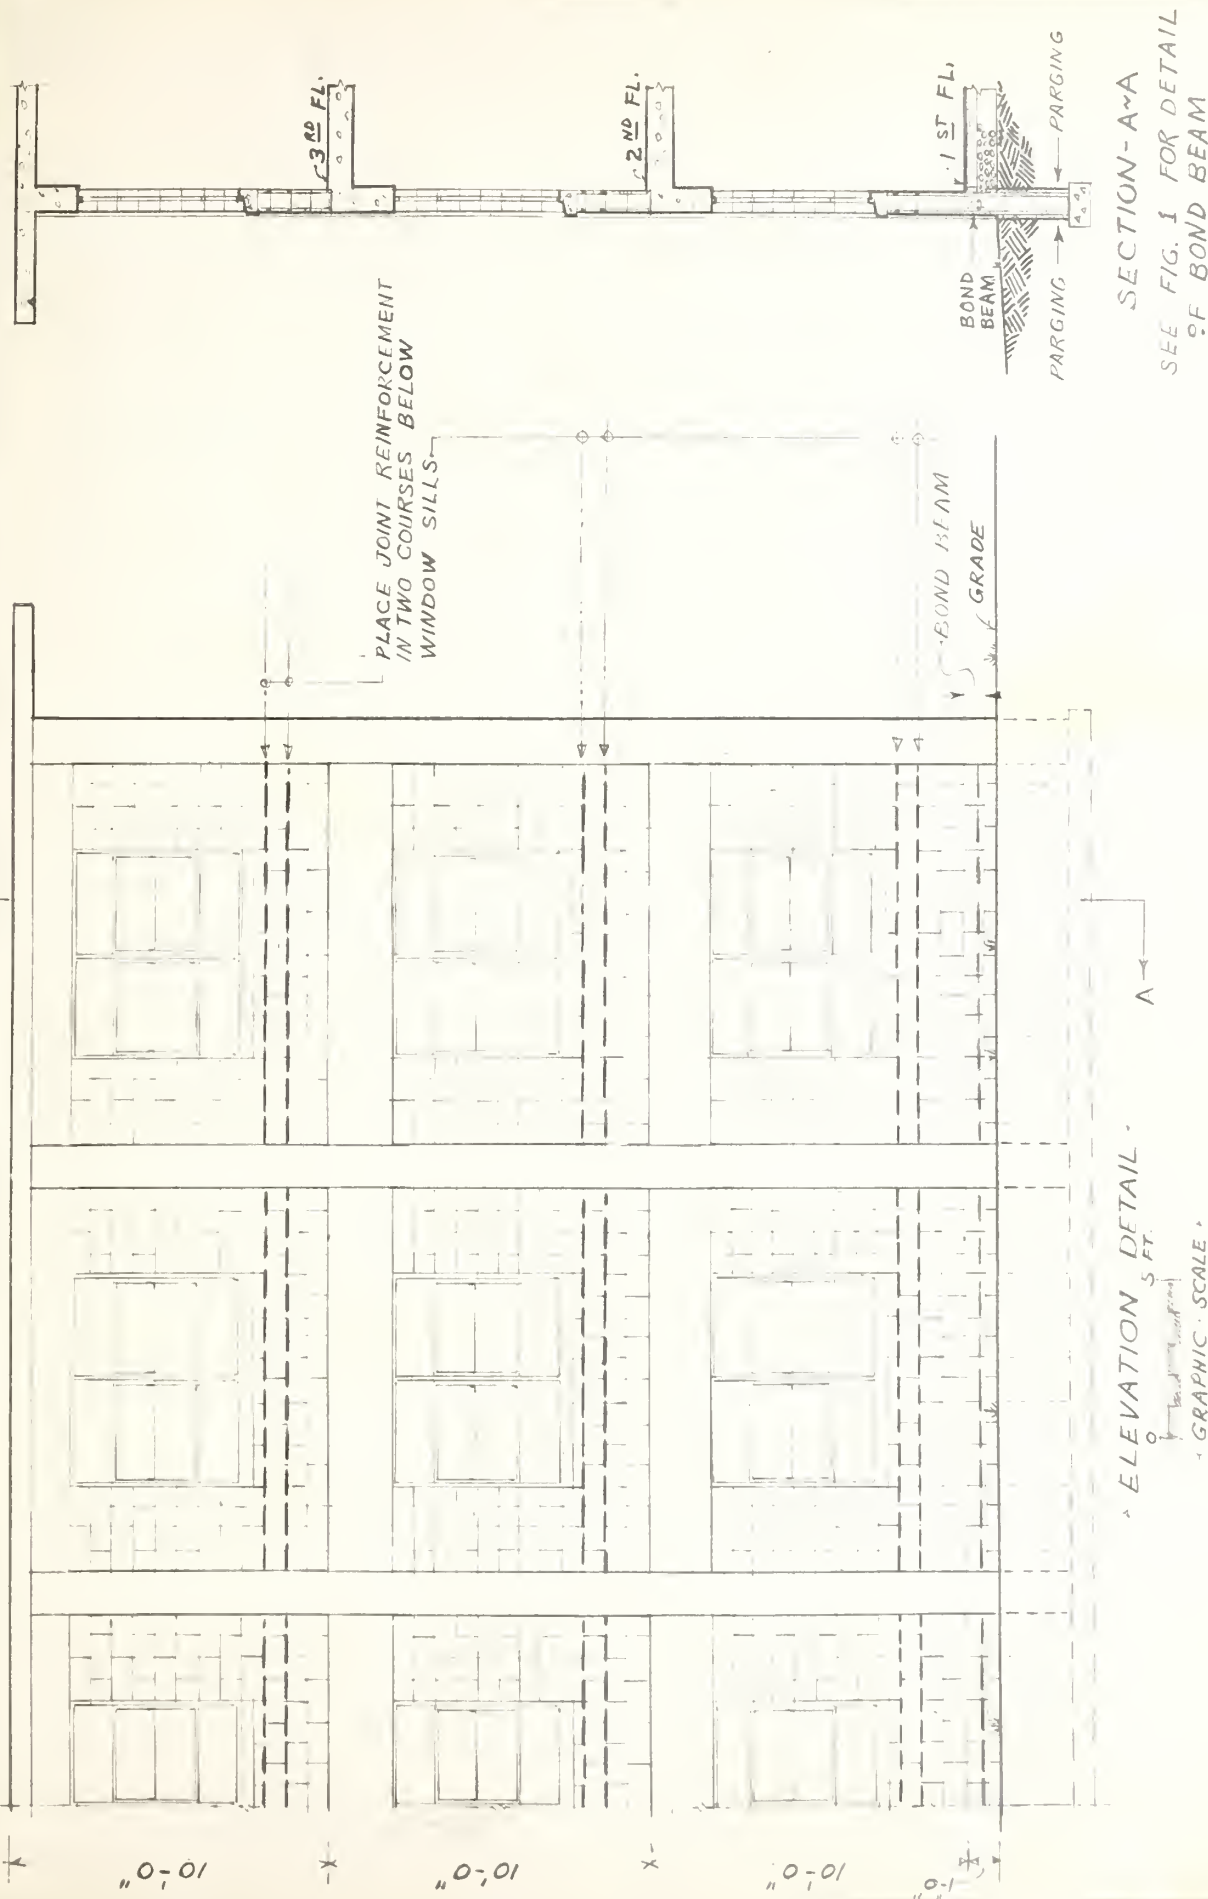 3RD FL.
2ND FL.
1ST FL.
BOND
BEAM
PARGING
PARGING
SECTION - A~A
SEE FIG. 1 FOR DETAIL
OF BOND BEAM
PLACE JOINT REINFORCEMENT
IN TWO COURSES BELOW
WINDOW SILLS
BOND BEAM
GRADE
A
· ELEVATION DETAIL ·
0 5 FT.
· GRAPHIC · SCALE ·
10'-0"
10'-0"
10'-0"
1'-0"